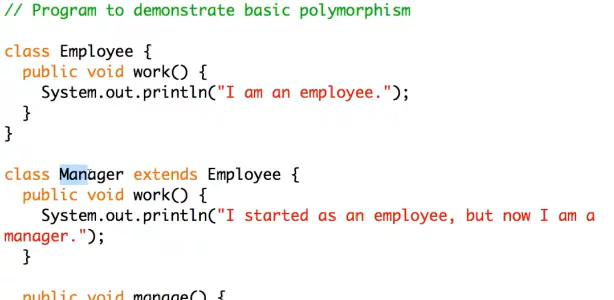 // Program to demonstrate basic polymorphism
class Employee {
public void work() {
System.out.println("I am an employee.");
}
}
class Manager extends Employee {
public void work() {
System.out.println("I started as an employee, but now I am a
manager.");
}
public void manage() {